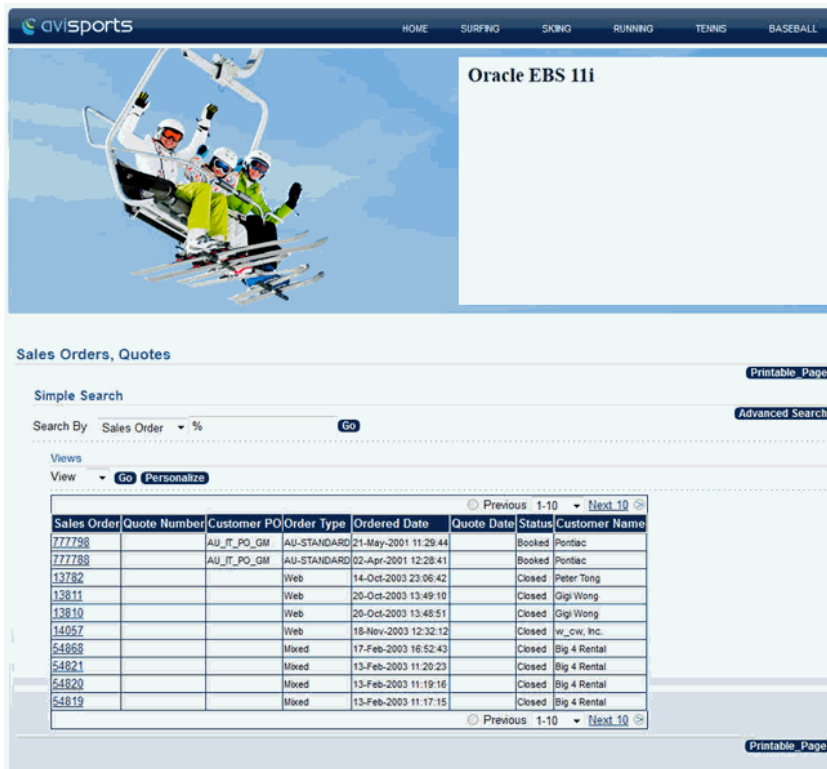 avisports
HOME SURFING SKIING RUNNING TENNIS BASEBALL
Oracle EBS 11i
Sales Orders, Quotes
Printable_Page
Simple Search
Advanced Search
Search By Sales Order % Go
Views
View Go Personalize
Previous 1-10 Next 10
Sales Order Quote Number Customer PO Order Type Ordered Date Quote Date Status Customer Name
777798 AU_IT_PO_GM AU-STANDARD 21-May-2001 11:29:44 Booked Pontiac
777788 AU_IT_PO_GM AU-STANDARD 02-Apr-2001 12:28:41 Booked Pontiac
13782 Web 14-Oct-2003 23:06:42 Closed Peter Tong
13811 Web 20-Oct-2003 13:49:10 Closed Gigi Wong
13810 Web 20-Oct-2003 13:48:51 Closed Gigi Wong
14057 Web 18-Nov-2003 12:32:12 Closed w_cw, Inc.
54868 Mixed 17-Feb-2003 16:52:43 Closed Big 4 Rental
54821 Mixed 13-Feb-2003 11:20:23 Closed Big 4 Rental
54820 Mixed 13-Feb-2003 11:19:16 Closed Big 4 Rental
54819 Mixed 13-Feb-2003 11:17:15 Closed Big 4 Rental
Previous 1-10 Next 10
Printable_Page